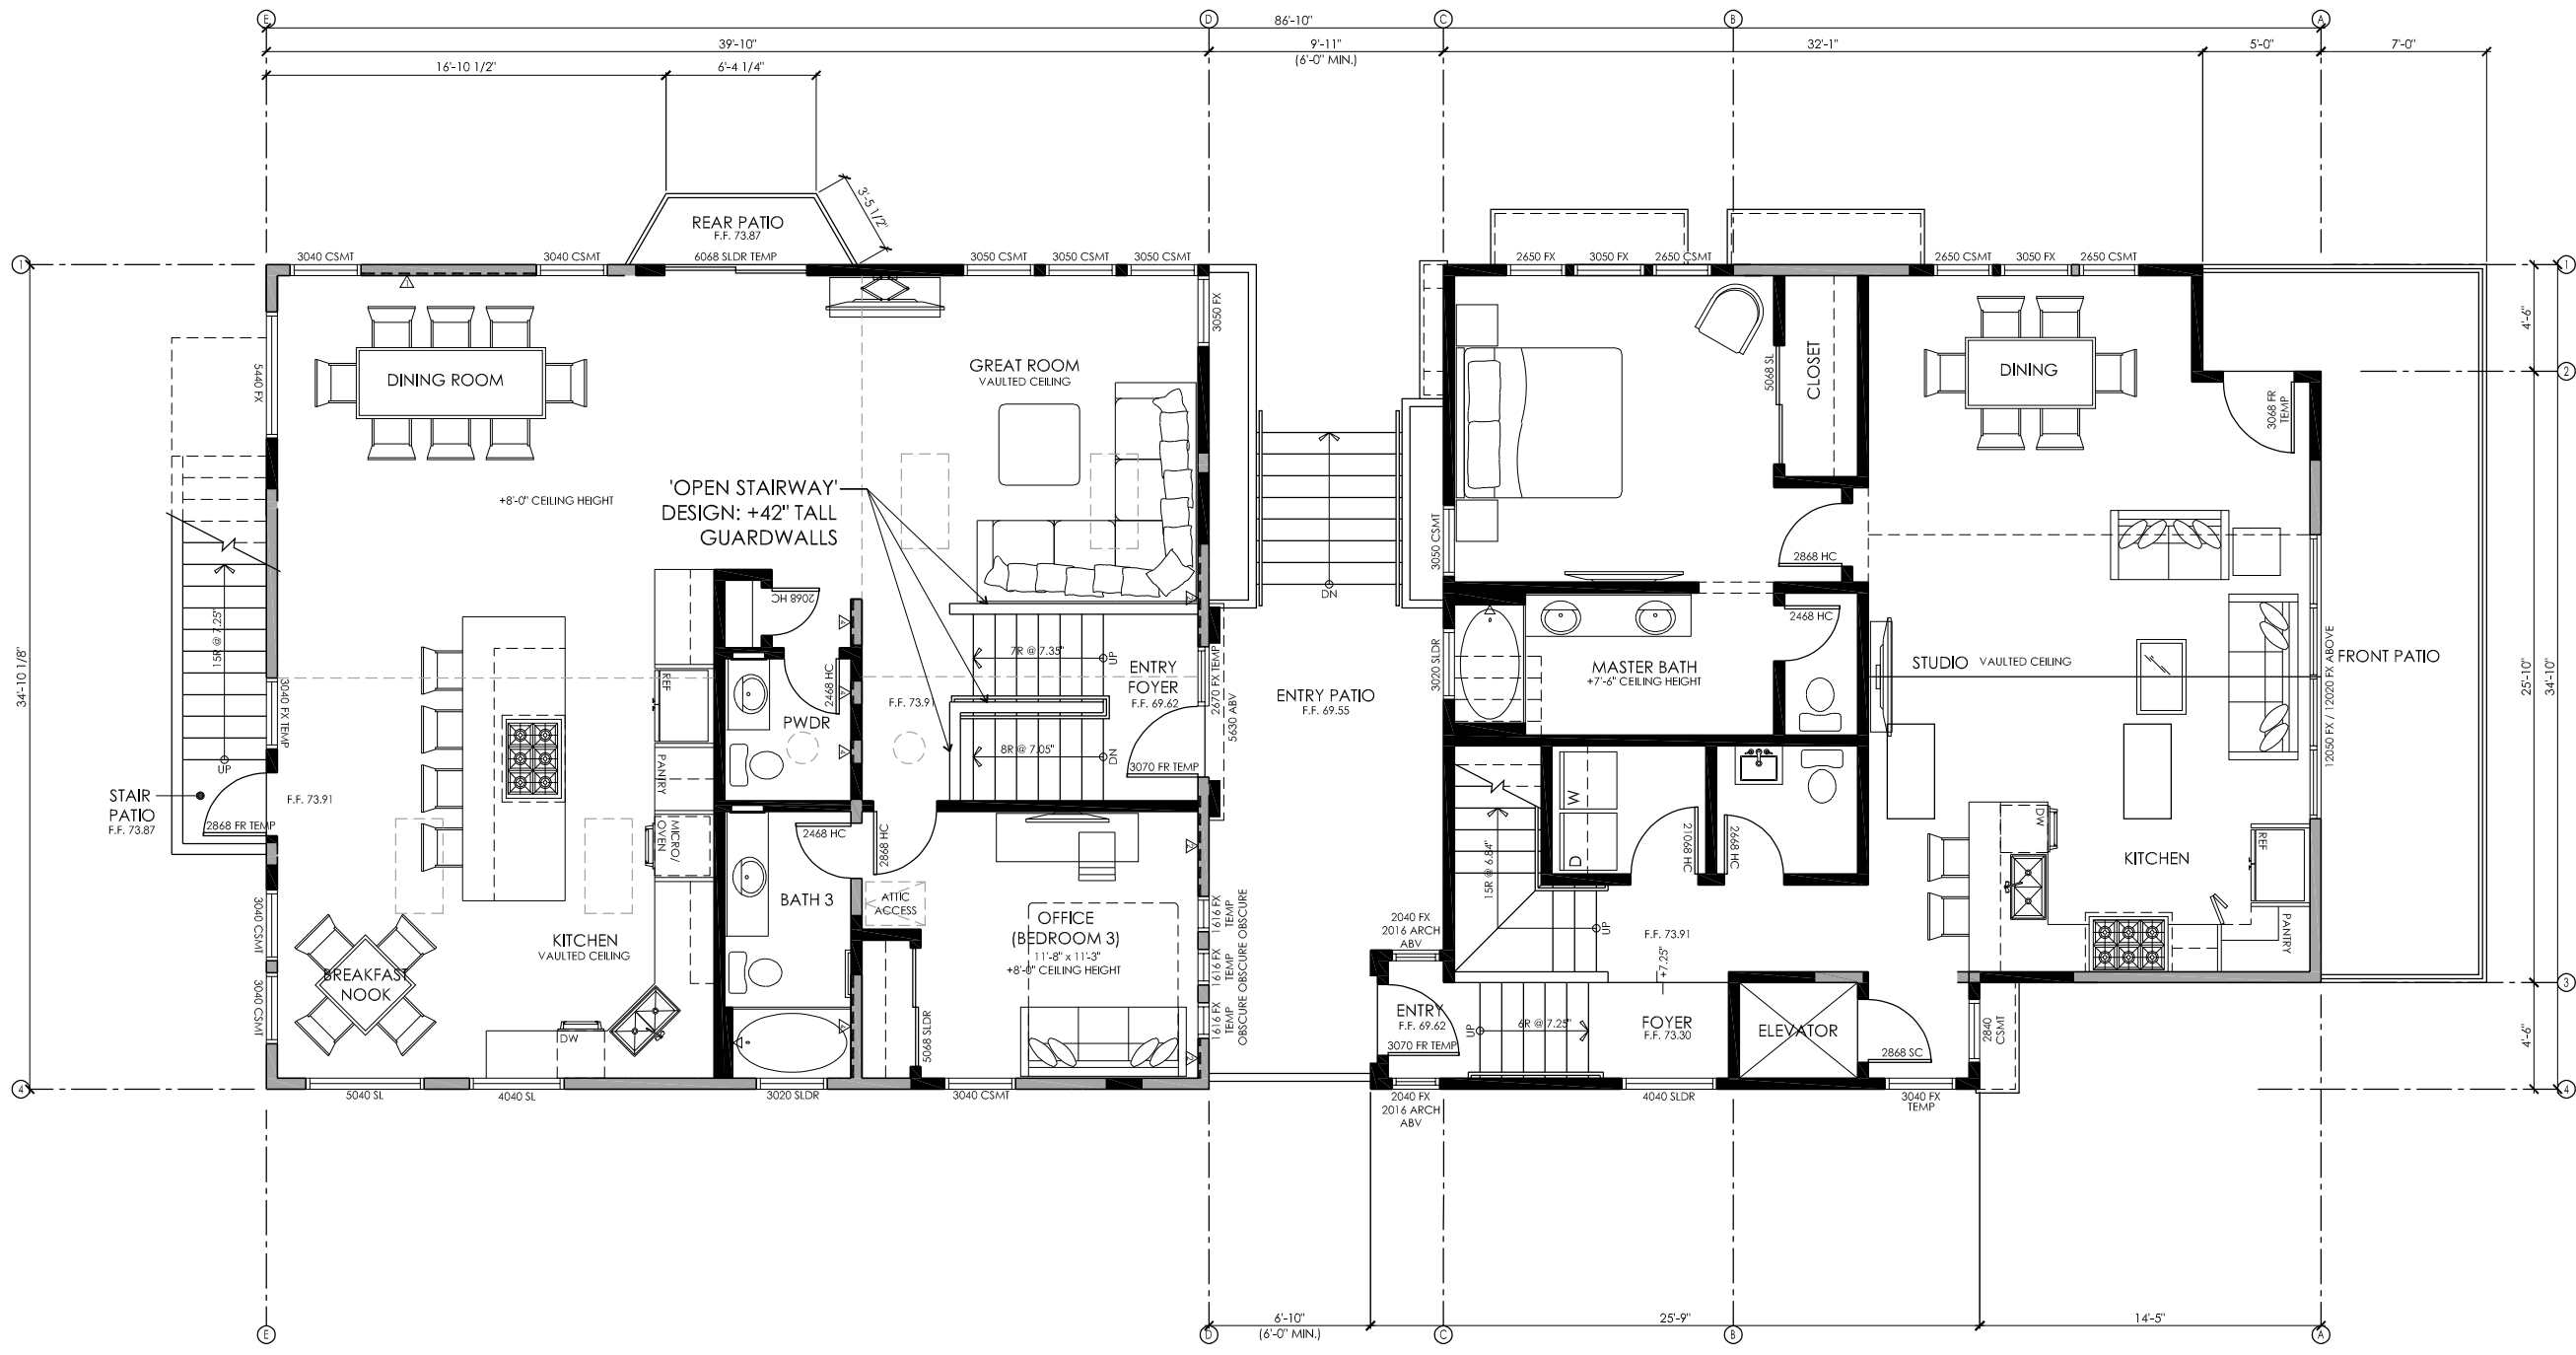 E
D
C
B
A
86'-10"
39'-10"
9'-11"
(6'-0" MIN.)
32'-1"
5'-0"
7'-0"
16'-10 1/2"
6'-4 1/4"
3'-5 1/2"
REAR PATIO
F.F. 73.87
3040 CSMT
3040 CSMT
6068 SLDR TEMP
3050 CSMT
3050 CSMT
3050 CSMT
2650 FX
3050 FX
2650 CSMT
2650 CSMT
3050 FX
2650 CSMT
1
1
3050 FX
5440 FX
DINING ROOM
GREAT ROOM
VAULTED CEILING
5068 SL
CLOSET
DINING
3068 FR
TEMP
4'-6"
2
2
+8'-0" CEILING HEIGHT
'OPEN STAIRWAY'
DESIGN: +42" TALL
GUARDWALLS
3050 CSMT
2868 HC
DN
2068 HC
15R @ 7.25"
UP
34'-10 1/8"
3040 FX TEMP
REF
2468 HC
PWDR
F.F. 73.91
7R @ 7.35"
UP
ENTRY
FOYER
F.F. 69.62
8R @ 7.05"
DN
3070 FR TEMP
2670 FX TEMP
5630 ABV
ENTRY PATIO
F.F. 69.55
3020 SLDR
MASTER BATH
+7'-6" CEILING HEIGHT
2468 HC
STUDIO
VAULTED CEILING
12050 FX / 12020 FX ABOVE
FRONT PATIO
25'-10"
34'-10"
STAIR
PATIO
F.F. 73.87
2868 FR TEMP
F.F. 73.91
PANTRY
MICRO/
OVEN
2468 HC
2868 HC
BATH 3
ATTIC
ACCESS
OFFICE
(BEDROOM 3)
11'-8" x 11'-3"
+8'-0" CEILING HEIGHT
KITCHEN
VAULTED CEILING
BREAKFAST
NOOK
3040 CSMT
3040 CSMT
DW
5068 SLDR
1616 FX
TEMP
OBSCURE
1616 FX
TEMP
OBSCURE
1616 FX
TEMP
OBSCURE
W
D
15R @ 6.84"
UP
21068 HC
2668 HC
DW
REF
KITCHEN
PANTRY
2040 FX
2016 ARCH
ABV
F.F. 73.91
+7.25"
ENTRY
F.F. 69.62
3070 FR TEMP
UP
6R @ 7.25"
FOYER
F.F. 73.30
ELEVATOR
2868 SC
2840
CSMT
3
3
4'-6"
4
4
5040 SL
4040 SL
3020 SLDR
3040 CSMT
2040 FX
2016 ARCH
ABV
4040 SLDR
3040 FX
TEMP
6'-10"
(6'-0" MIN.)
25'-9"
14'-5"
E
D
C
B
A